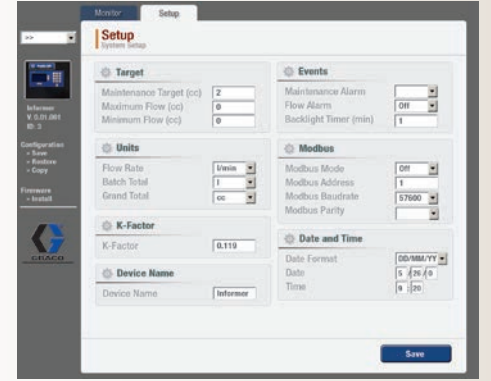 Monitor
Setup
>>
Setup
System Setup
Informer
V. 0.01.001
ID: 3
Configuration
» Save
» Restore
» Copy
Firmware
» Install
GRACO
Target
Maintenance Target (cc) 2
Maximum Flow (cc) 0
Minimum Flow (cc) 0
Units
Flow Rate l/min
Batch Total l
Grand Total cc
K-Factor
K-Factor 0.119
Device Name
Device Name Informer
Events
Maintenance Alarm
Flow Alarm Off
Backlight Timer (min) 1
Modbus
Modbus Mode Off
Modbus Address 1
Modbus Baudrate 57600
Modbus Parity
Date and Time
Date Format DD/MM/YY
Date 5 / 26 / 0
Time 9 : 20
Save